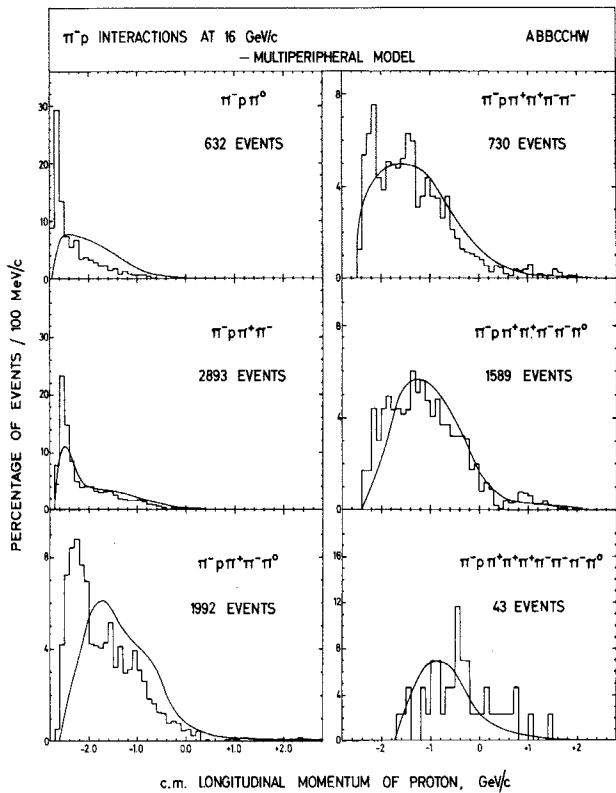 π⁻p INTERACTIONS AT 16 GeV/c ABBCCHW
— MULTIPERIPHERAL MODEL
PERCENTAGE OF EVENTS / 100 MeV/c
π⁻pπ⁰
632 EVENTS
30
20
10
0
π⁻pπ⁺π⁺π⁻π⁻
730 EVENTS
8
4
0
π⁻pπ⁺π⁻
2893 EVENTS
30
20
10
0
π⁻pπ⁺π⁺π⁻π⁻π⁰
1589 EVENTS
8
4
0
π⁻pπ⁺π⁻π⁰
1992 EVENTS
8
4
0
-2.0 -1.0 0.0 +1.0 +2.0
π⁻pπ⁺π⁺π⁺π⁻π⁻π⁻π⁰
43 EVENTS
16
12
8
4
0
-2 -1 0 +1 +2
c.m. LONGITUDINAL MOMENTUM OF PROTON, GeV/c